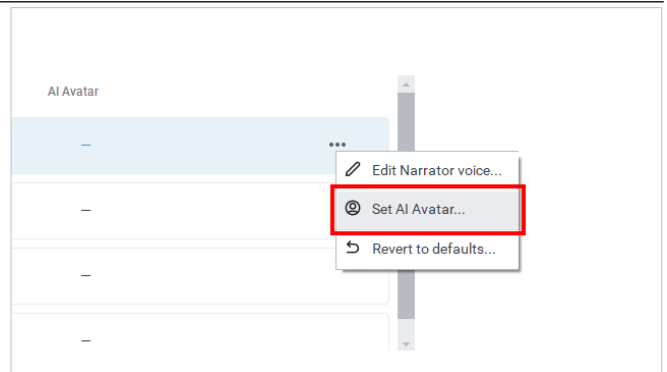 AI Avatar
–
Edit Narrator voice...
–
Set AI Avatar...
Revert to defaults...
–
–